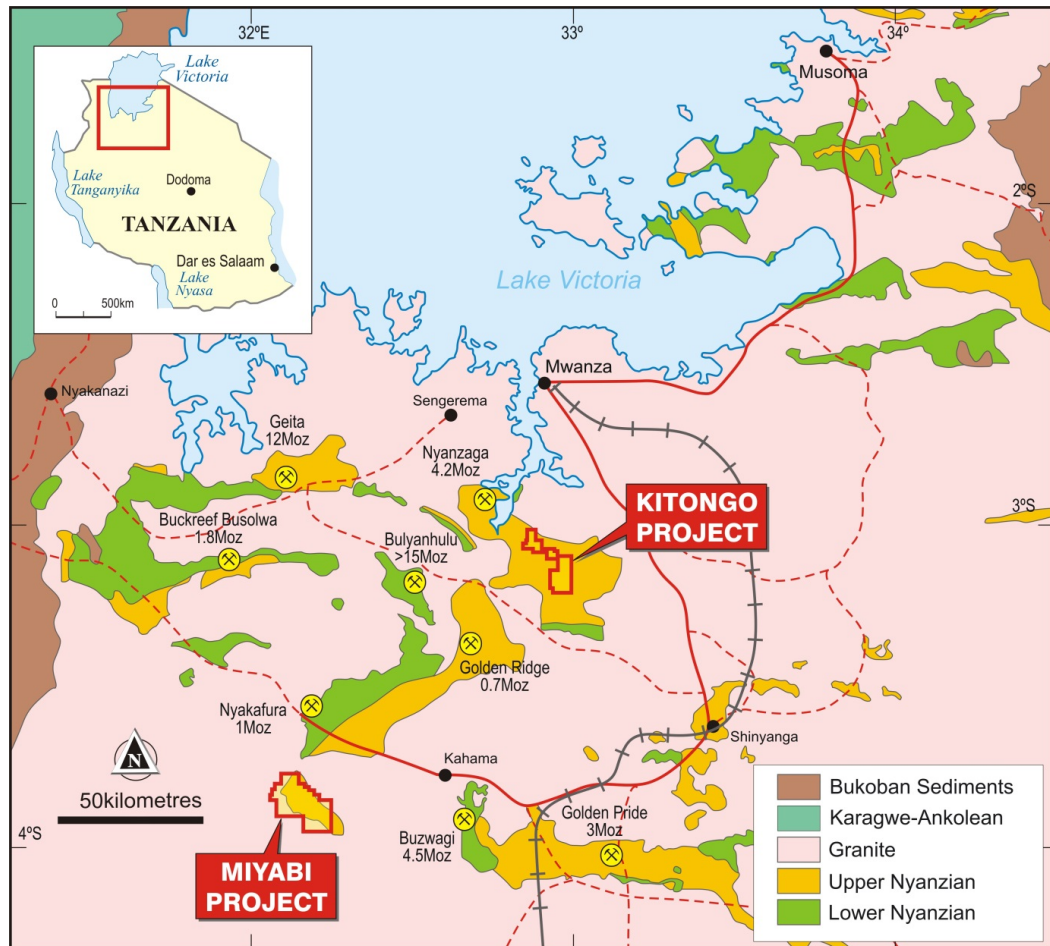 32ºE
33º
34º
Lake
Victoria
Lake
Tanganyika
Dodoma
TANZANIA
Dar es Salaam
Lake
Nyasa
0
500km
Musoma
2ºS
Lake Victoria
Mwanza
Nyakanazi
Sengerema
Geita
12Moz
Nyanzaga
4.2Moz
KITONGO
PROJECT
3ºS
Buckreef Busolwa
1.8Moz
Bulyanhulu
>15Moz
Golden Ridge
0.7Moz
Nyakafura
1Moz
Shinyanga
N
50kilometres
Kahama
4ºS
MIYABI
PROJECT
Buzwagi
4.5Moz
Golden Pride
3Moz
Bukoban Sediments
Karagwe-Ankolean
Granite
Upper Nyanzian
Lower Nyanzian